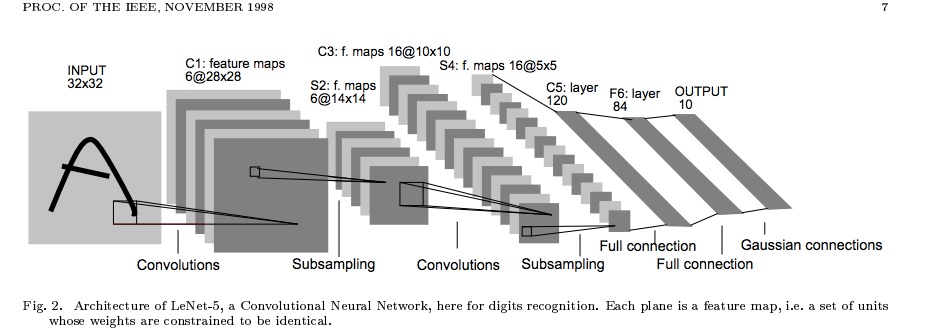 PROC. OF THE IEEE, NOVEMBER 1998 7
INPUT
32x32
C1: feature maps
6@28x28
S2: f. maps
6@14x14
C3: f. maps 16@10x10
S4: f. maps 16@5x5
C5: layer
120
F6: layer
84
OUTPUT
10
A
Convolutions
Subsampling
Convolutions
Subsampling
Full connection
Full connection
Gaussian connections
Fig. 2. Architecture of LeNet-5, a Convolutional Neural Network, here for digits recognition. Each plane is a feature map, i.e. a set of units
whose weights are constrained to be identical.